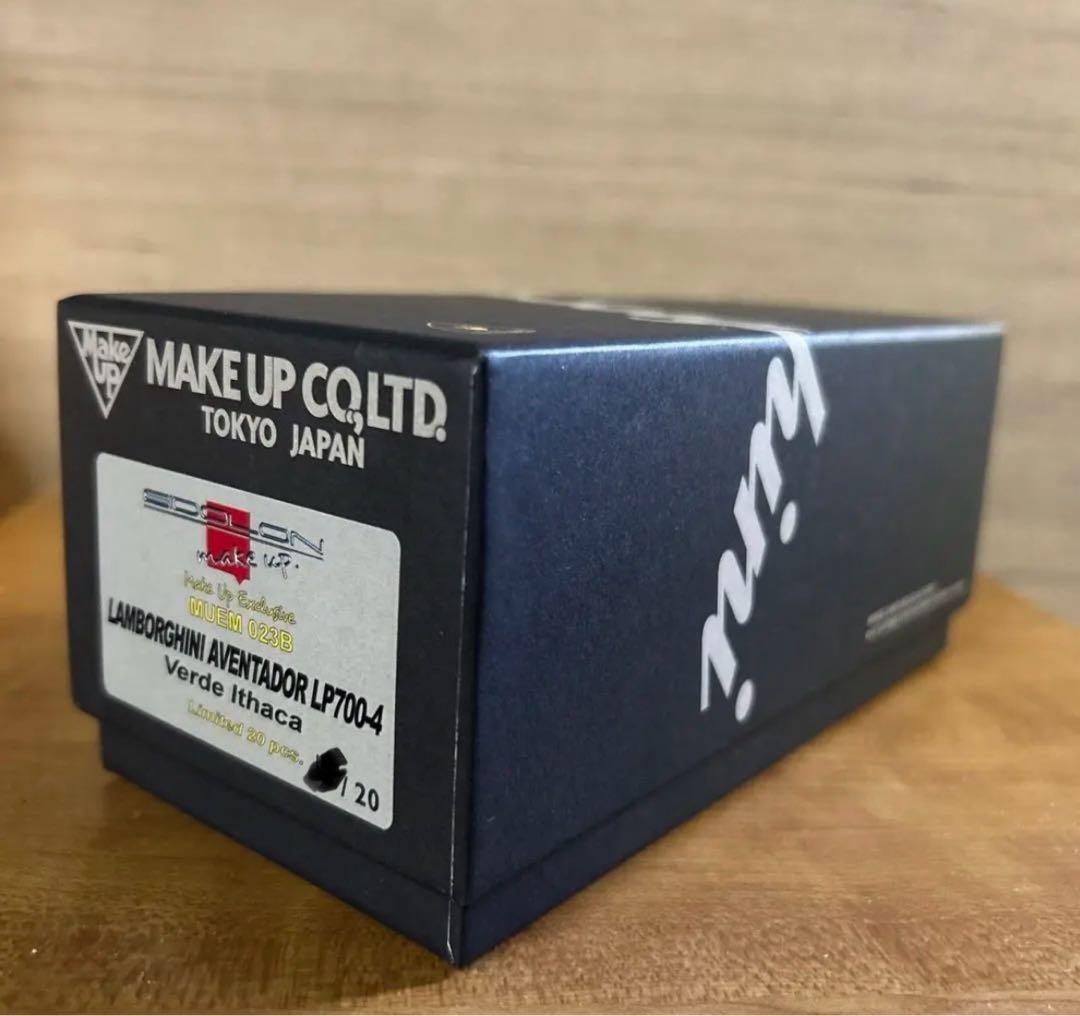 Make
Up
MAKE UP CO.,LTD.
TOKYO JAPAN
EIDOLON
make up.
Make Up Exclusive
MUEM 023B
LAMBORGHINI AVENTADOR LP700-4
Verde Ithaca
Limited 20 pcs.
/ 20